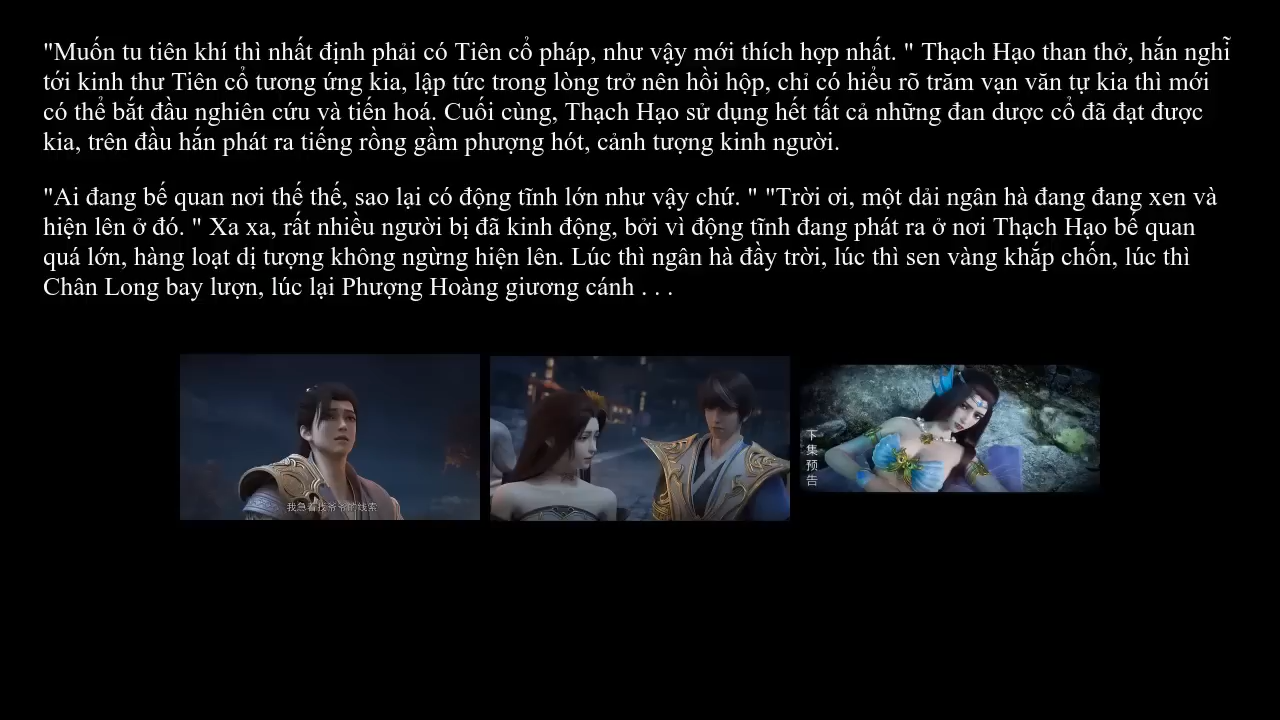 "Muốn tu tiên khí thì nhất định phải có Tiên cổ pháp, như vậy mới thích hợp nhất. " Thạch Hạo than thở, hắn nghĩ
tới kinh thư Tiên cổ tương ứng kia, lập tức trong lòng trở nên hồi hộp, chỉ có hiểu rõ trăm vạn văn tự kia thì mới
có thể bắt đầu nghiên cứu và tiến hoá. Cuối cùng, Thạch Hạo sử dụng hết tất cả những đan dược cổ đã đạt được
kia, trên đầu hắn phát ra tiếng rồng gầm phượng hót, cảnh tượng kinh người.
"Ai đang bế quan nơi thế thế, sao lại có động tĩnh lớn như vậy chứ. " "Trời ơi, một dải ngân hà đang đang xen và
hiện lên ở đó. " Xa xa, rất nhiều người bị đã kinh động, bởi vì động tĩnh đang phát ra ở nơi Thạch Hạo bế quan
quá lớn, hàng loạt dị tượng không ngừng hiện lên. Lúc thì ngân hà đầy trời, lúc thì sen vàng khắp chốn, lúc thì
Chân Long bay lượn, lúc lại Phượng Hoàng giương cánh . . .
我急着找爷爷的线索
下集预告